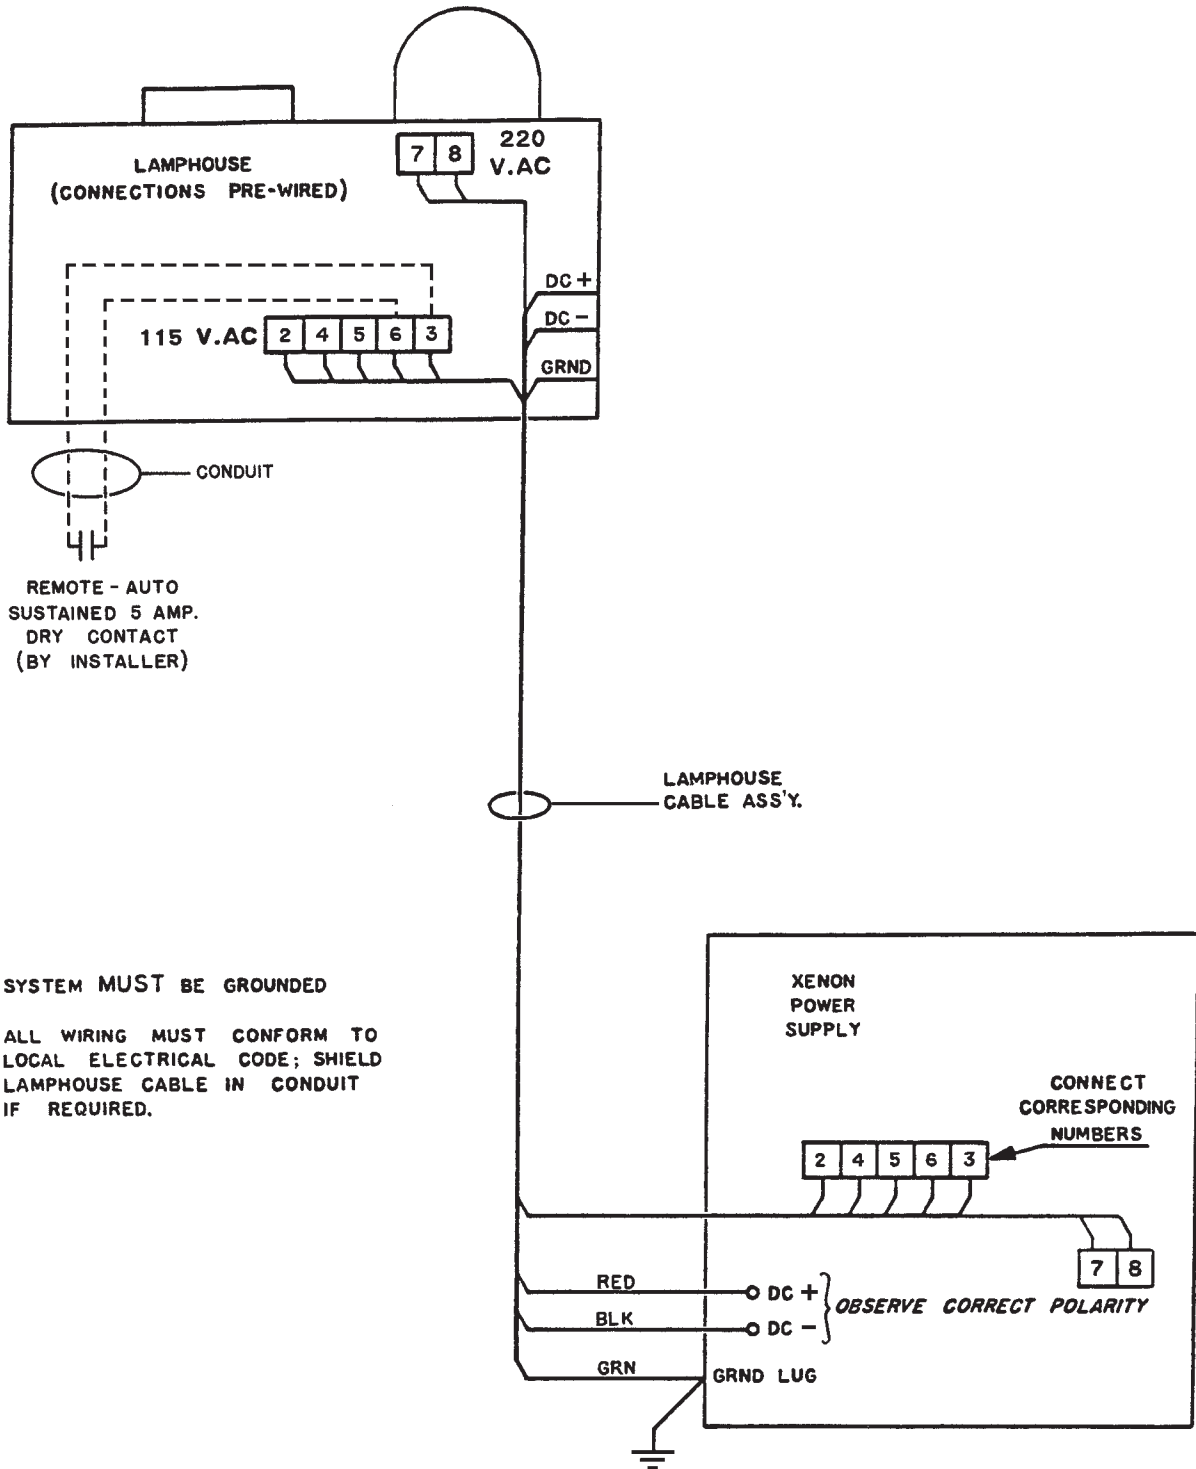 7 8
220
V.AC
LAMPHOUSE
(CONNECTIONS PRE-WIRED)
DC +
DC -
115 V.AC
2 4 5 6 3
GRND
CONDUIT
REMOTE - AUTO
SUSTAINED 5 AMP.
DRY CONTACT
(BY INSTALLER)
LAMPHOUSE
CABLE ASS'Y.
SYSTEM MUST BE GROUNDED
ALL WIRING MUST CONFORM TO
LOCAL ELECTRICAL CODE; SHIELD
LAMPHOUSE CABLE IN CONDUIT
IF REQUIRED.
XENON
POWER
SUPPLY
CONNECT
CORRESPONDING
NUMBERS
2 4 5 6 3
7 8
RED
DC +
BLK
DC -
OBSERVE CORRECT POLARITY
GRN
GRND LUG